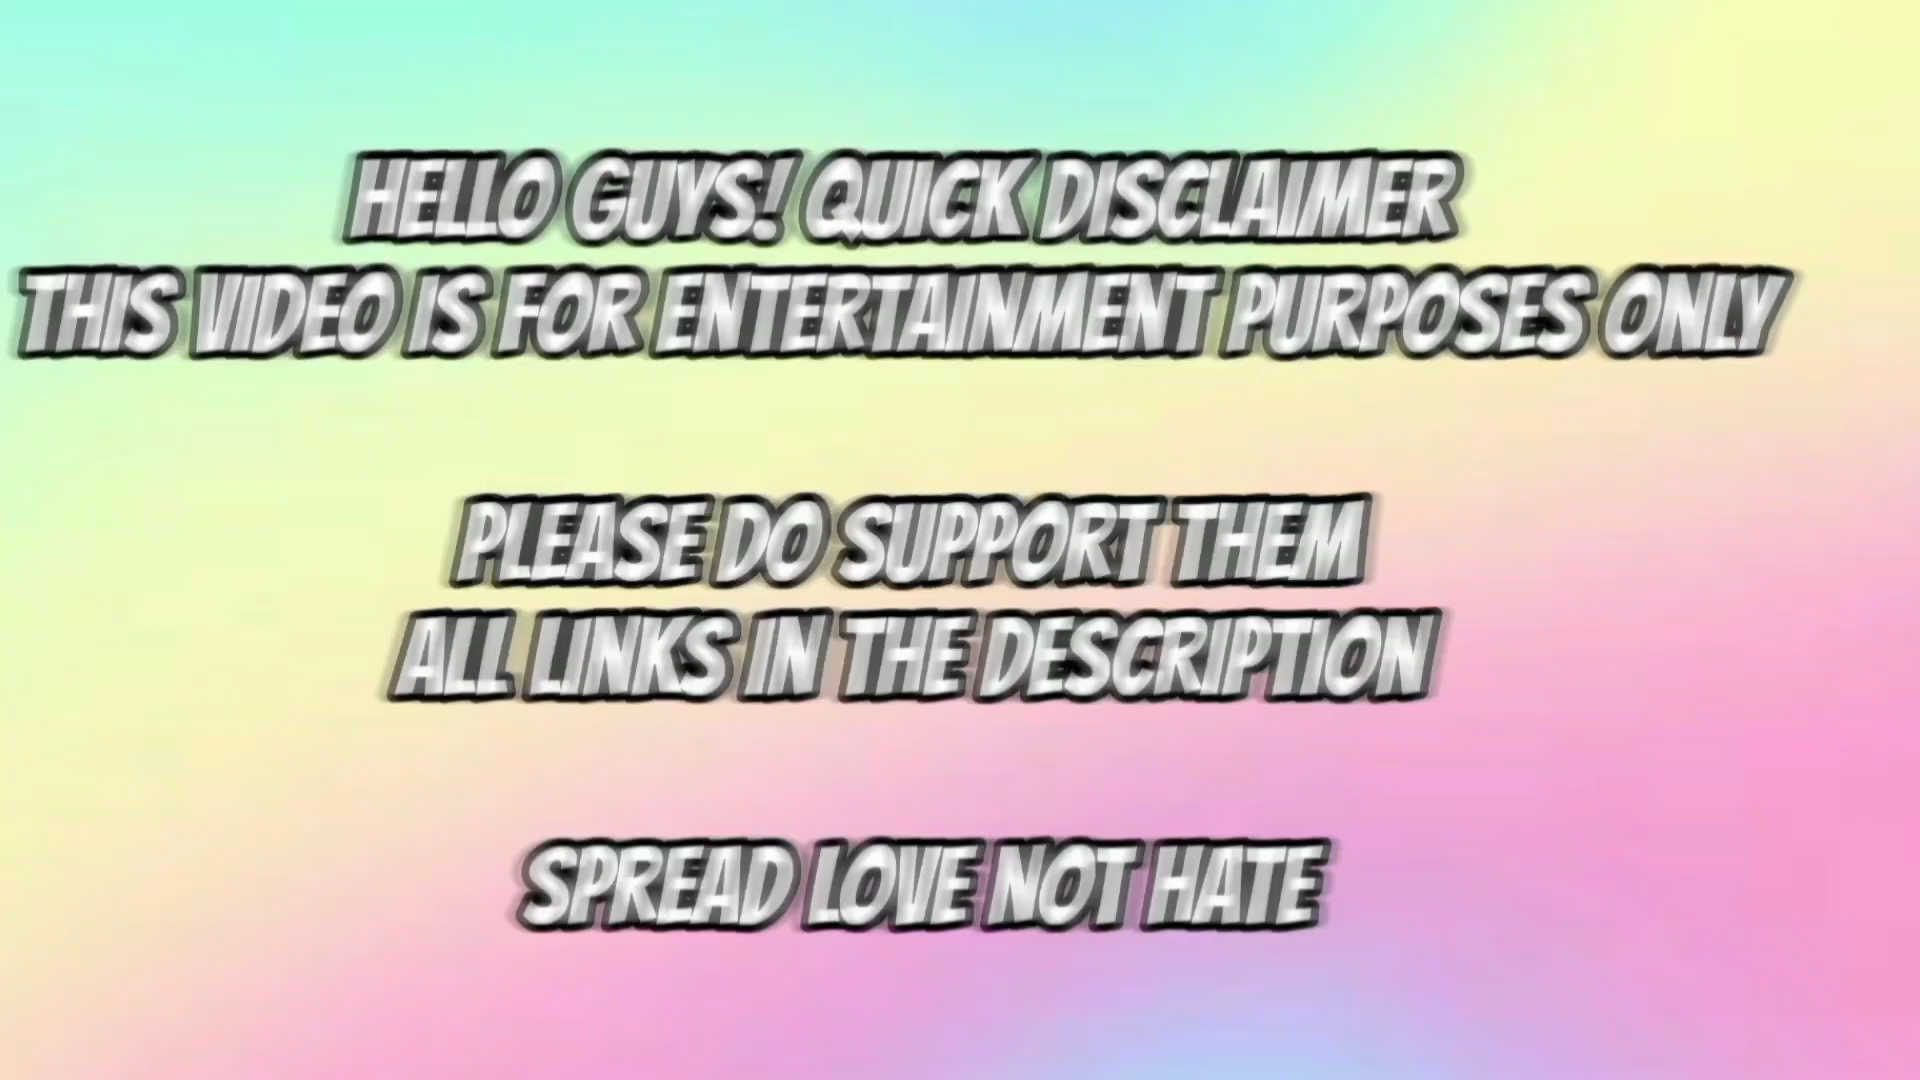 HELLO GUYS! QUICK DISCLAIMER
THIS VIDEO IS FOR ENTERTAINMENT PURPOSES ONLY
PLEASE DO SUPPORT THEM
ALL LINKS IN THE DESCRIPTION
SPREAD LOVE NOT HATE